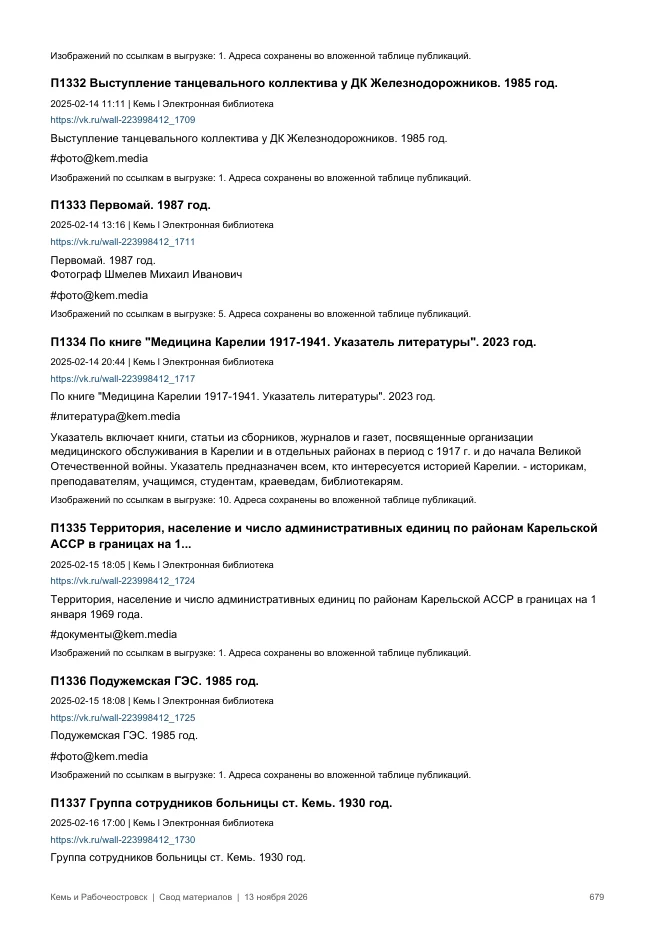 Изображений по ссылкам в выгрузке: 1. Адреса сохранены во вложенной таблице публикаций.
П1332 Выступление танцевального коллектива у ДК Железнодорожников. 1985 год.
2025-02-14 11:11 | Кемь I Электронная библиотека
https://vk.ru/wall-223998412_1709
Выступление танцевального коллектива у ДК Железнодорожников. 1985 год.
#фото@kem.media
Изображений по ссылкам в выгрузке: 1. Адреса сохранены во вложенной таблице публикаций.
П1333 Первомай. 1987 год.
2025-02-14 13:16 | Кемь I Электронная библиотека
https://vk.ru/wall-223998412_1711
Первомай. 1987 год.
Фотограф Шмелев Михаил Иванович
#фото@kem.media
Изображений по ссылкам в выгрузке: 5. Адреса сохранены во вложенной таблице публикаций.
П1334 По книге "Медицина Карелии 1917-1941. Указатель литературы". 2023 год.
2025-02-14 20:44 | Кемь I Электронная библиотека
https://vk.ru/wall-223998412_1717
По книге "Медицина Карелии 1917-1941. Указатель литературы". 2023 год.
#литература@kem.media
Указатель включает книги, статьи из сборников, журналов и газет, посвященные организации
медицинского обслуживания в Карелии и в отдельных районах в период с 1917 г. и до начала Великой
Отечественной войны. Указатель предназначен всем, кто интересуется историей Карелии. - историкам,
преподавателям, учащимся, студентам, краеведам, библиотекарям.
Изображений по ссылкам в выгрузке: 10. Адреса сохранены во вложенной таблице публикаций.
П1335 Территория, население и число административных единиц по районам Карельской
АССР в границах на 1...
2025-02-15 18:05 | Кемь I Электронная библиотека
https://vk.ru/wall-223998412_1724
Территория, население и число административных единиц по районам Карельской АССР в границах на 1
января 1969 года.
#документы@kem.media
Изображений по ссылкам в выгрузке: 1. Адреса сохранены во вложенной таблице публикаций.
П1336 Подужемская ГЭС. 1985 год.
2025-02-15 18:08 | Кемь I Электронная библиотека
https://vk.ru/wall-223998412_1725
Подужемская ГЭС. 1985 год.
#фото@kem.media
Изображений по ссылкам в выгрузке: 1. Адреса сохранены во вложенной таблице публикаций.
П1337 Группа сотрудников больницы ст. Кемь. 1930 год.
2025-02-16 17:00 | Кемь I Электронная библиотека
https://vk.ru/wall-223998412_1730
Группа сотрудников больницы ст. Кемь. 1930 год.
Кемь и Рабочеостровск | Свод материалов | 13 ноября 2026 679